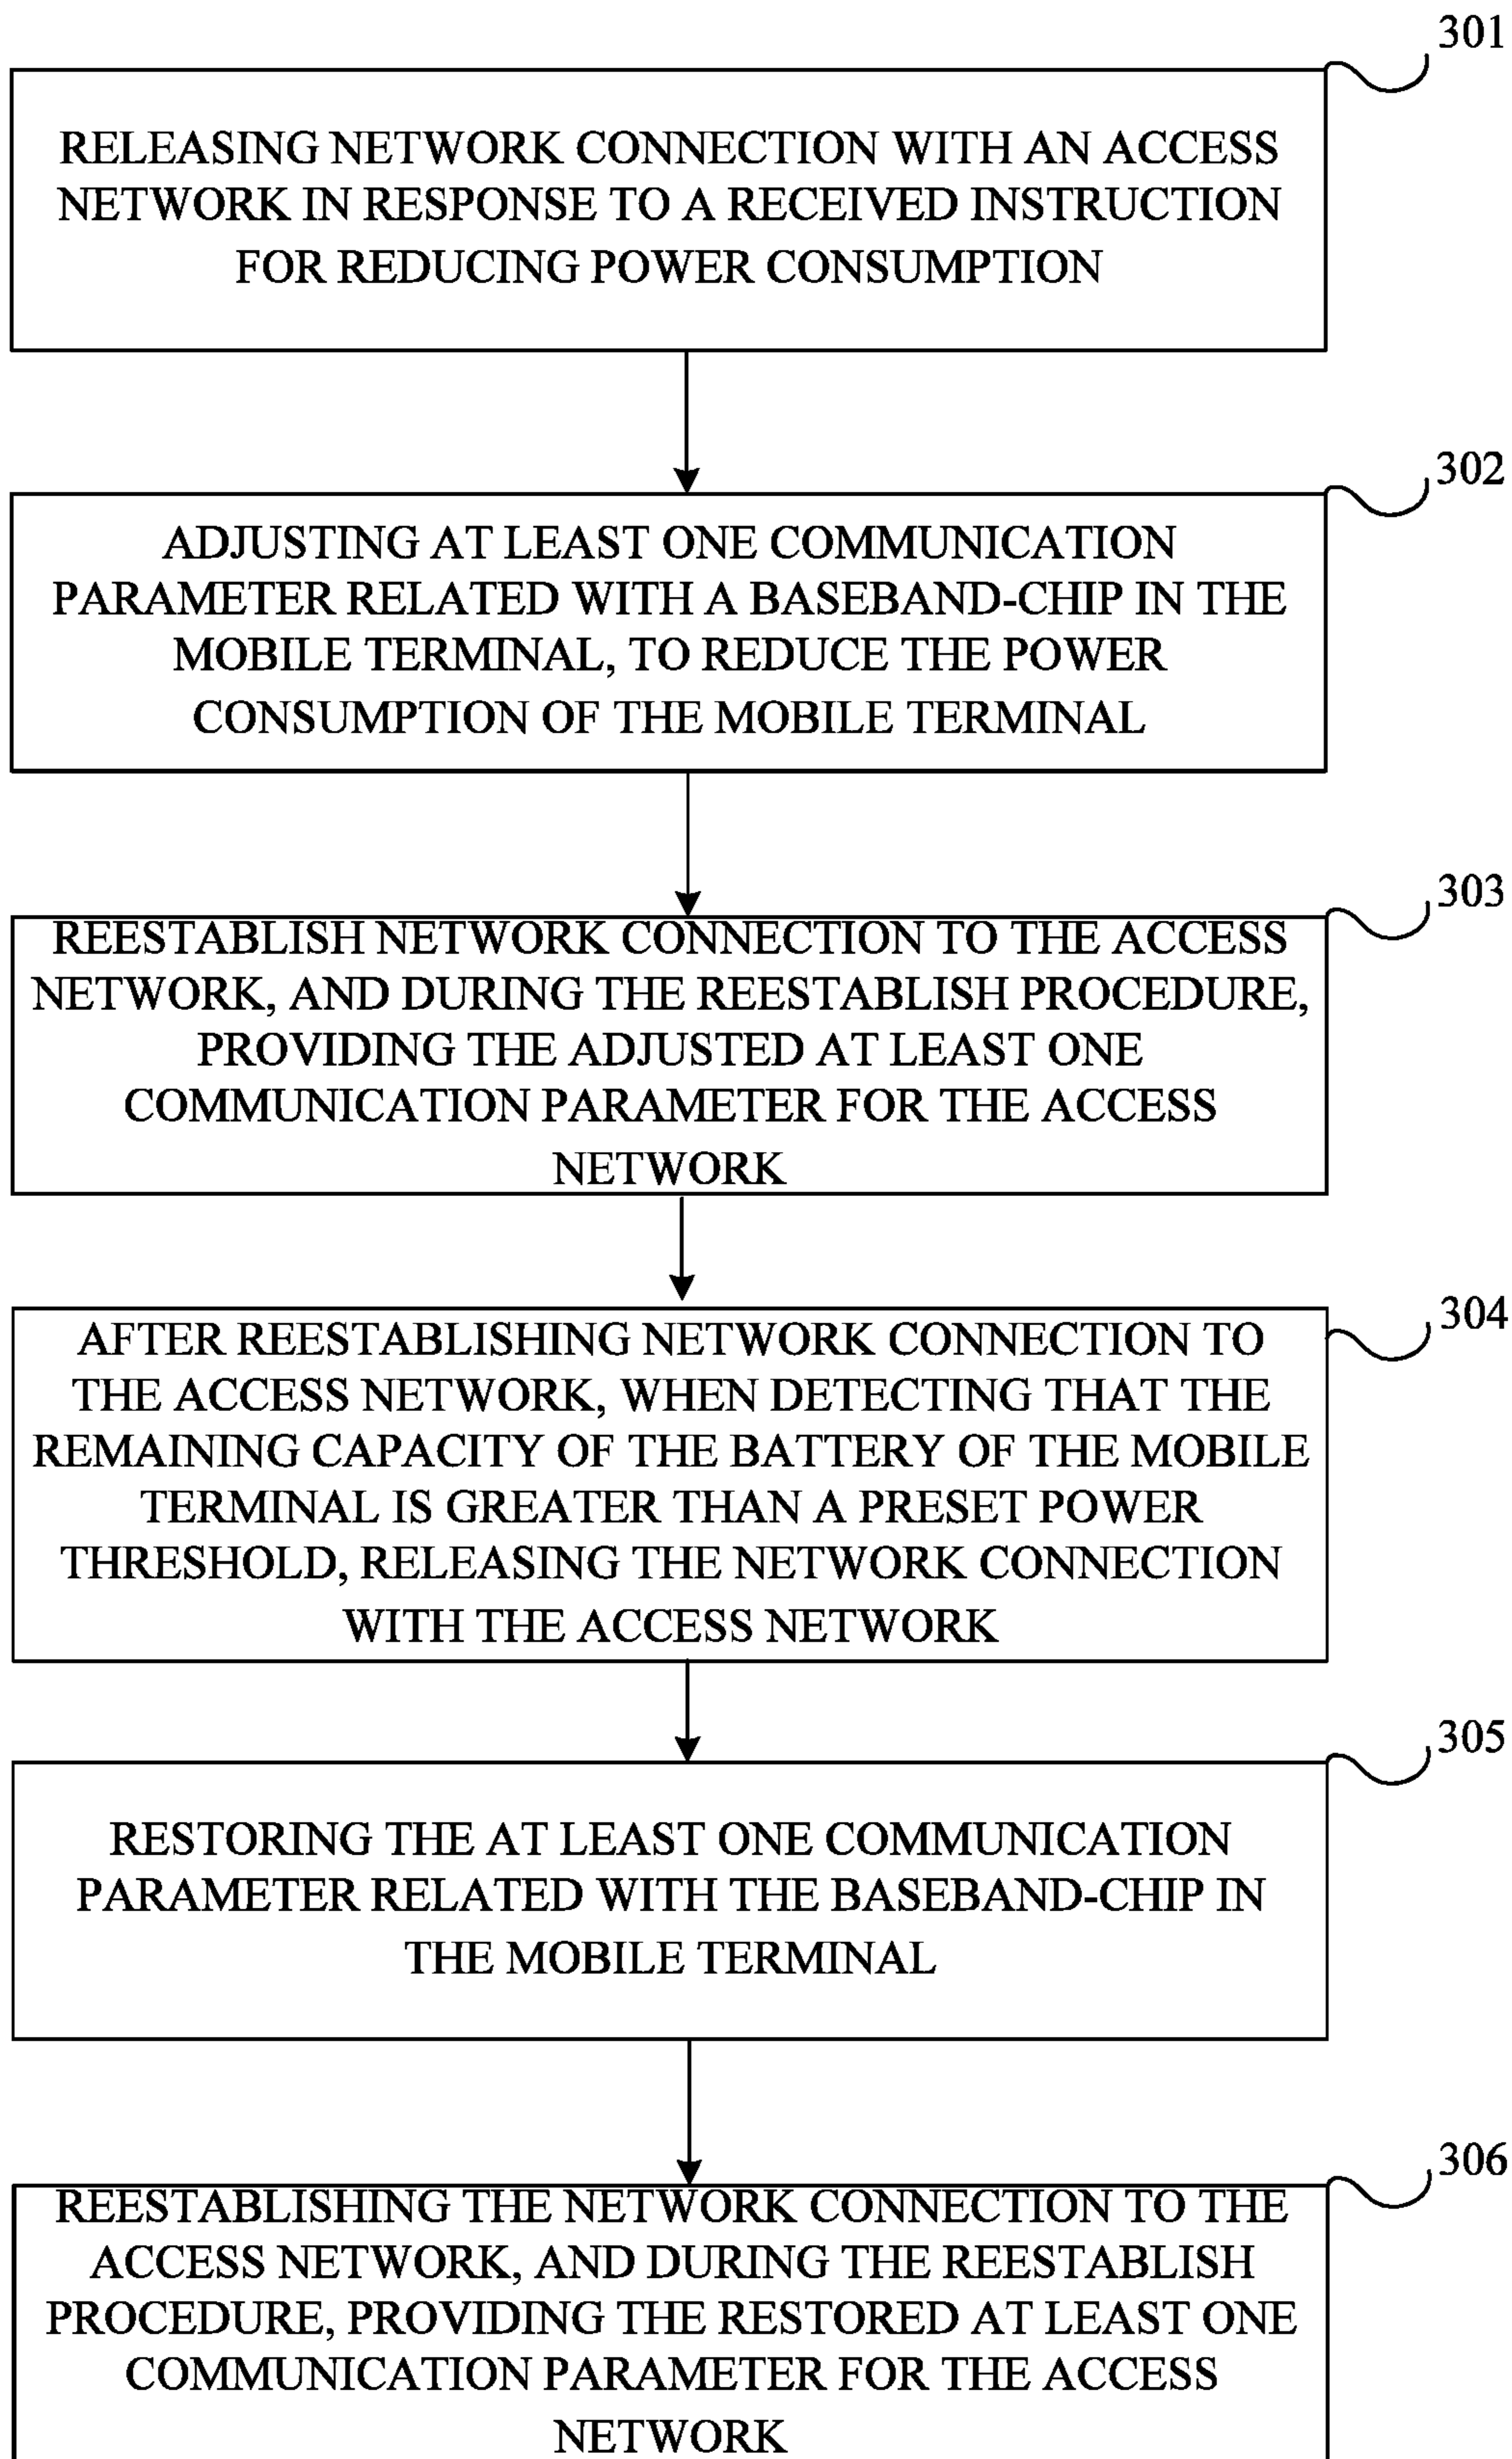 301
RELEASING NETWORK CONNECTION WITH AN ACCESS
NETWORK IN RESPONSE TO A RECEIVED INSTRUCTION
FOR REDUCING POWER CONSUMPTION
302
ADJUSTING AT LEAST ONE COMMUNICATION
PARAMETER RELATED WITH A BASEBAND-CHIP IN THE
MOBILE TERMINAL, TO REDUCE THE POWER
CONSUMPTION OF THE MOBILE TERMINAL
303
REESTABLISH NETWORK CONNECTION TO THE ACCESS
NETWORK, AND DURING THE REESTABLISH PROCEDURE,
PROVIDING THE ADJUSTED AT LEAST ONE
COMMUNICATION PARAMETER FOR THE ACCESS
NETWORK
304
AFTER REESTABLISHING NETWORK CONNECTION TO
THE ACCESS NETWORK, WHEN DETECTING THAT THE
REMAINING CAPACITY OF THE BATTERY OF THE MOBILE
TERMINAL IS GREATER THAN A PRESET POWER
THRESHOLD, RELEASING THE NETWORK CONNECTION
WITH THE ACCESS NETWORK
305
RESTORING THE AT LEAST ONE COMMUNICATION
PARAMETER RELATED WITH THE BASEBAND-CHIP IN
THE MOBILE TERMINAL
306
REESTABLISHING THE NETWORK CONNECTION TO THE
ACCESS NETWORK, AND DURING THE REESTABLISH
PROCEDURE, PROVIDING THE RESTORED AT LEAST ONE
COMMUNICATION PARAMETER FOR THE ACCESS
NETWORK